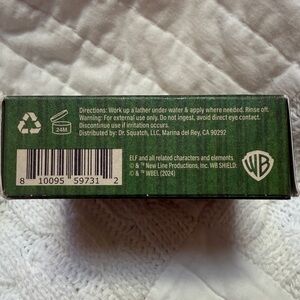 Directions: Work up a lather under water & apply where needed. Rinse off.
Warning: For external use only. Do not ingest, avoid direct eye contact.
Discontinue use if irritation occurs.
Distributed by: Dr. Squatch, LLC, Marina del Rey, CA 90292
24M
8 10095 59731 2
ELF and all related characters and elements
© & ™ New Line Productions, Inc. WB SHIELD:
© & ™ WBEI. (2024)
WB